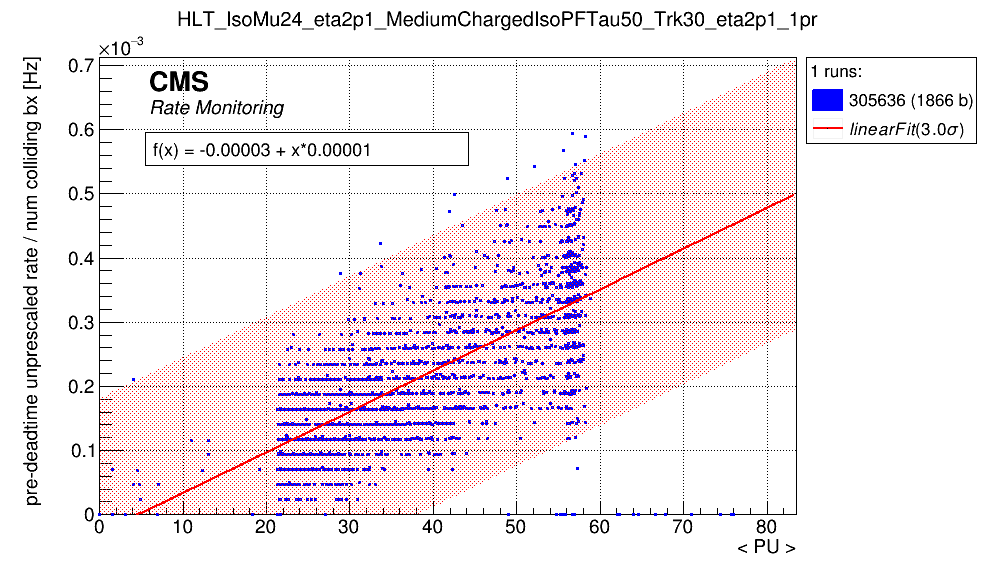 HLT_IsoMu24_eta2p1_MediumChargedIsoPFTau50_Trk30_eta2p1_1pr
×10⁻³
pre-deadtime unprescaled rate / num colliding bx [Hz]
CMS
Rate Monitoring
f(x) = -0.00003 + x*0.00001
1 runs:
305636 (1866 b)
linearFit(3.0σ)
0.7
0.6
0.5
0.4
0.3
0.2
0.1
0
0 10 20 30 40 50 60 70 80
< PU >